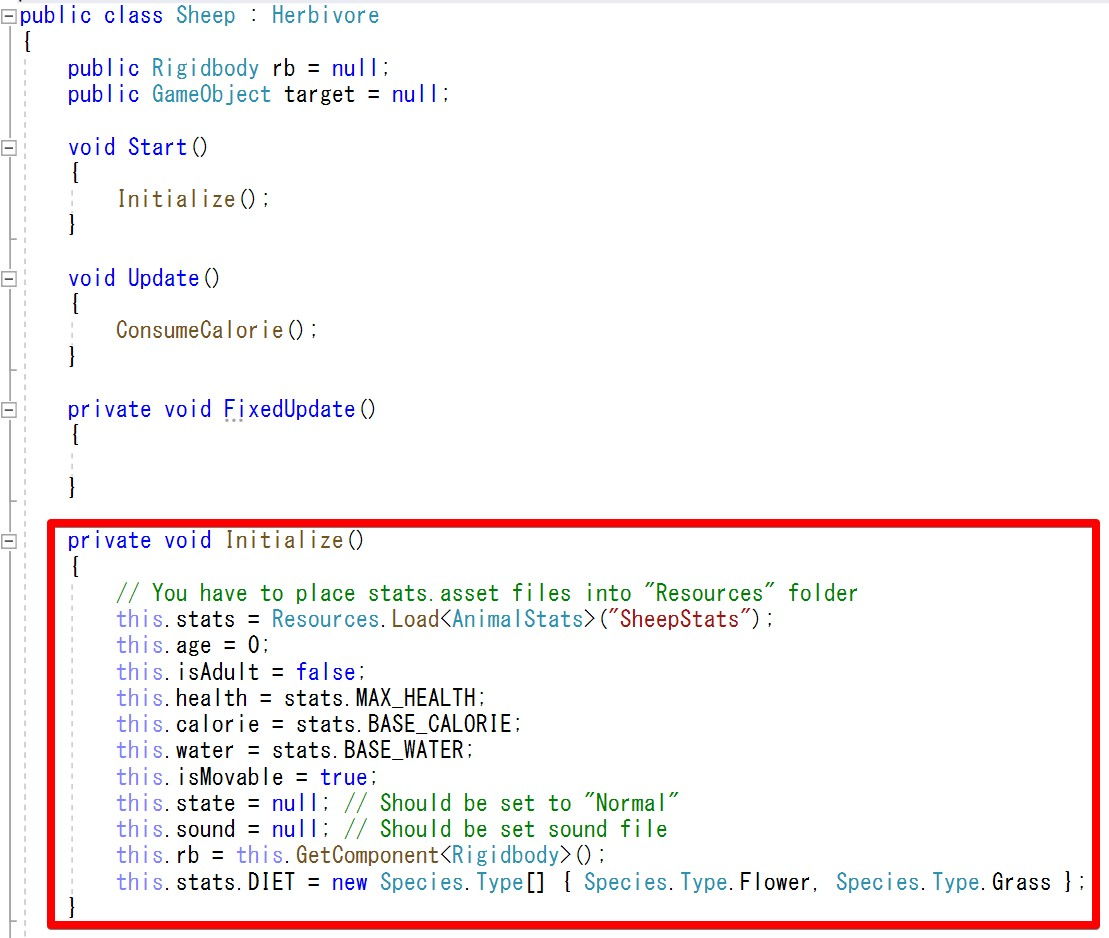 public class Sheep : Herbivore
{
public Rigidbody rb = null;
public GameObject target = null;
void Start()
{
Initialize();
}
void Update()
{
ConsumeCalorie();
}
private void FixedUpdate()
{
}
private void Initialize()
{
// You have to place stats.asset files into "Resources" folder
this.stats = Resources.Load<AnimalStats>("SheepStats");
this.age = 0;
this.isAdult = false;
this.health = stats.MAX_HEALTH;
this.calorie = stats.BASE_CALORIE;
this.water = stats.BASE_WATER;
this.isMovable = true;
this.state = null; // Should be set to "Normal"
this.sound = null; // Should be set sound file
this.rb = this.GetComponent<Rigidbody>();
this.stats.DIET = new Species.Type[] { Species.Type.Flower, Species.Type.Grass };
}